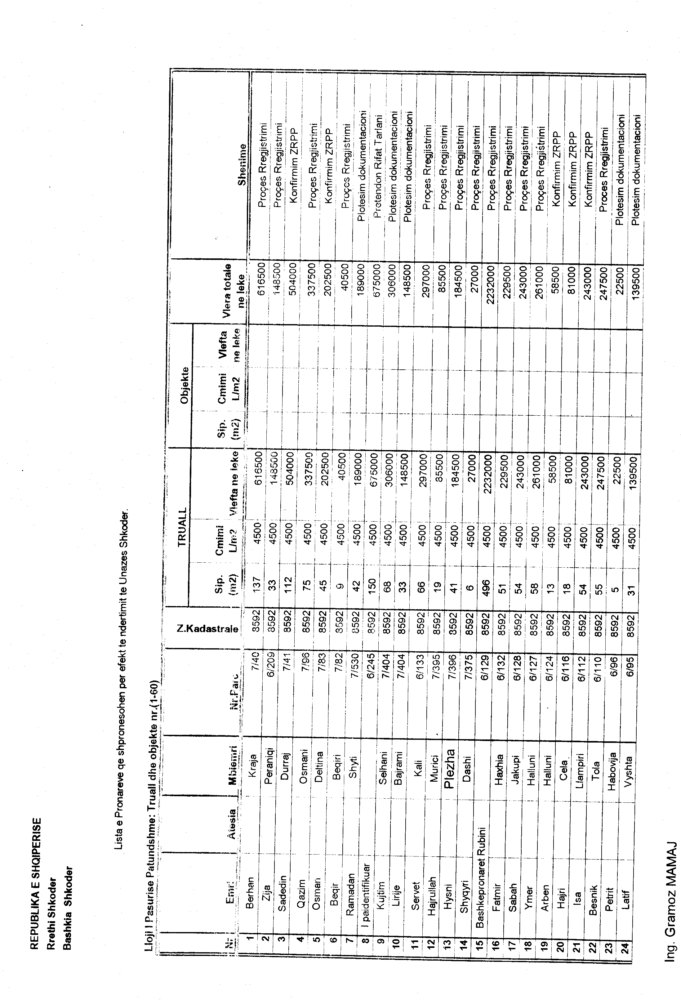 REPUBLIKA E SHQIPERISE
Rrethi Shkoder
Bashkia Shkoder
Lista e Pronareve qe shpronesohen per efekt te ndertimit te Unazes Shkoder.
Lloji I Pasurise Patundshme: Truall dhe objekte nr.(1-60)
TRUALL Objekte
Nr Emri Atesia Mbiemri Nr.Parc Z.Kadastrale Sip. (m2) Cmimi L/m2 Vlefta ne leke Sip. (m2) Cmimi L/m2 Vlefta ne leke Vlera totale ne leke Shenime
1 Berhan Kraja 7/40 8592 137 4500 616500 616500 Proçes Rregjistrimi
2 Zija Peraniqi 6/209 8592 33 4500 148500 148500 Proçes Rregjistrimi
3 Sadedin Durraj 7/41 8592 112 4500 504000 504000 Konfirmim ZRPP
4 Qazim Osmani 7/96 8592 75 4500 337500 337500 Proçes Rregjistrimi
5 Osman Deltina 7/83 8592 45 4500 202500 202500 Konfirmim ZRPP
6 Beqir Beqiri 7/82 8592 9 4500 40500 40500 Proçes Rregjistrimi
7 Ramadan Shyti 7/530 8592 42 4500 189000 189000 Plotesim dokumentacioni
8 I paidentifikuar 6/245 8592 150 4500 675000 675000 Pretendon Rifat Tarlani
9 Kujtim Selhani 7/404 8592 68 4500 306000 306000 Plotesim dokumentacioni
10 Lirije Bajrami 7/404 8592 33 4500 148500 148500 Plotesim dokumentacioni
11 Servet Kali 6/133 8592 66 4500 297000 297000 Proçes Rregjistrimi
12 Hajrullah Murici 7/395 8592 19 4500 85500 85500 Proçes Rregjistrimi
13 Hysni Plezha 7/396 8592 41 4500 184500 184500 Proçes Rregjistrimi
14 Shyqyri Dashi 7/375 8592 6 4500 27000 27000 Proçes Rregjistrimi
15 Bashkepronaret Rubini 6/129 8592 496 4500 2232000 2232000 Proçes Rregjistrimi
16 Fatmir Haxhia 6/132 8592 51 4500 229500 229500 Proçes Rregjistrimi
17 Sabah Jakupi 6/128 8592 54 4500 243000 243000 Proçes Rregjistrimi
18 Ymer Halluni 6/127 8592 58 4500 261000 261000 Proçes Rregjistrimi
19 Arben Halluni 6/124 8592 13 4500 58500 58500 Konfirmim ZRPP
20 Hajri Cela 6/116 8592 18 4500 81000 81000 Konfirmim ZRPP
21 Isa Llampiri 6/112 8592 54 4500 243000 243000 Konfirmim ZRPP
22 Besnik Tola 6/110 8592 55 4500 247500 247500 Proces Rregjistrimi
23 Petrit Habovija 6/96 8592 5 4500 22500 22500 Plotesim dokumentacioni
24 Latif Vyshta 6/95 8592 31 4500 139500 139500 Plotesim dokumentacioni
Ing. Gramoz MAMAJ